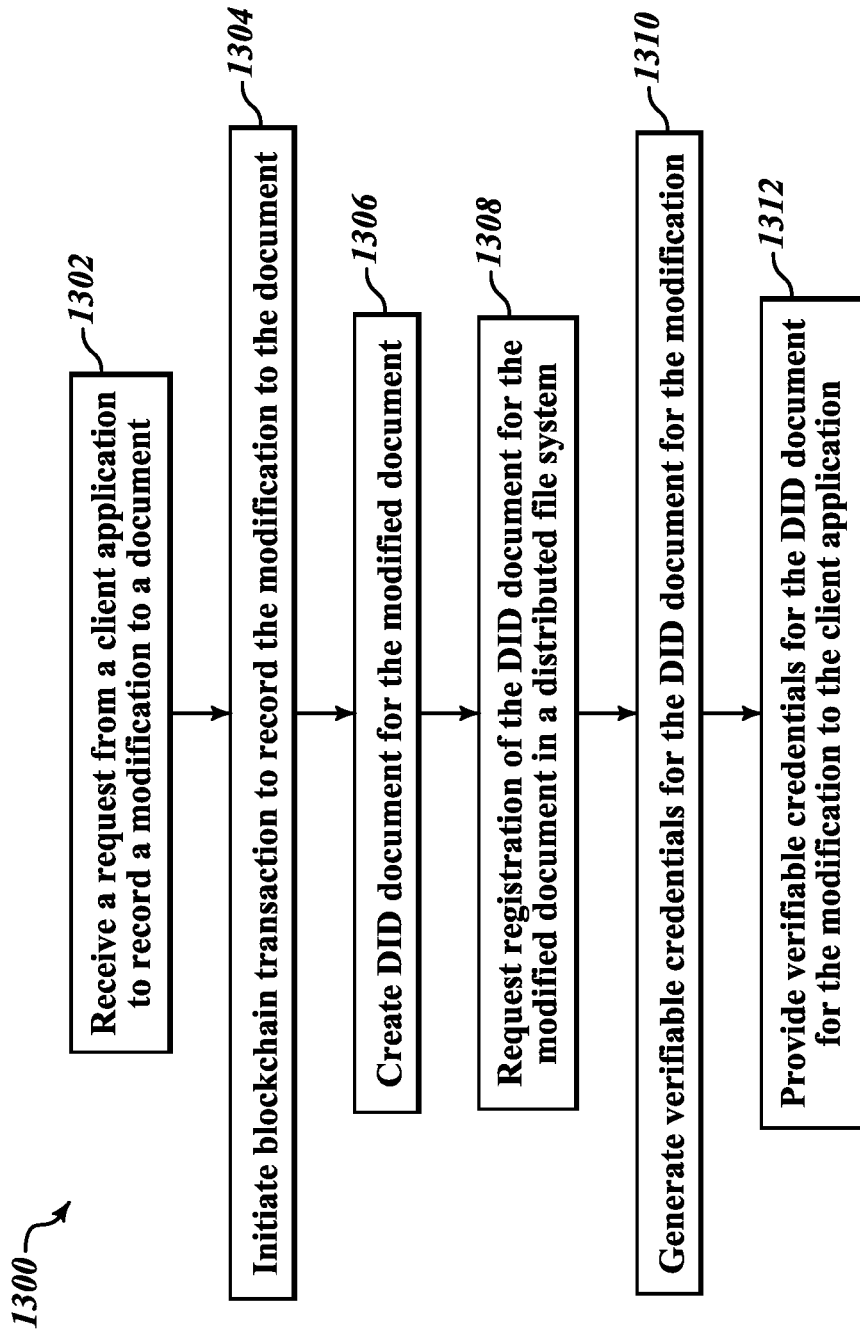 1300
1302
Receive a request from a client application
to record a modification to a document
1304
Initiate blockchain transaction to record the modification to the document
1306
Create DID document for the modified document
1308
Request registration of the DID document for the
modified document in a distributed file system
1310
Generate verifiable credentials for the DID document for the modification
1312
Provide verifiable credentials for the DID document
for the modification to the client application